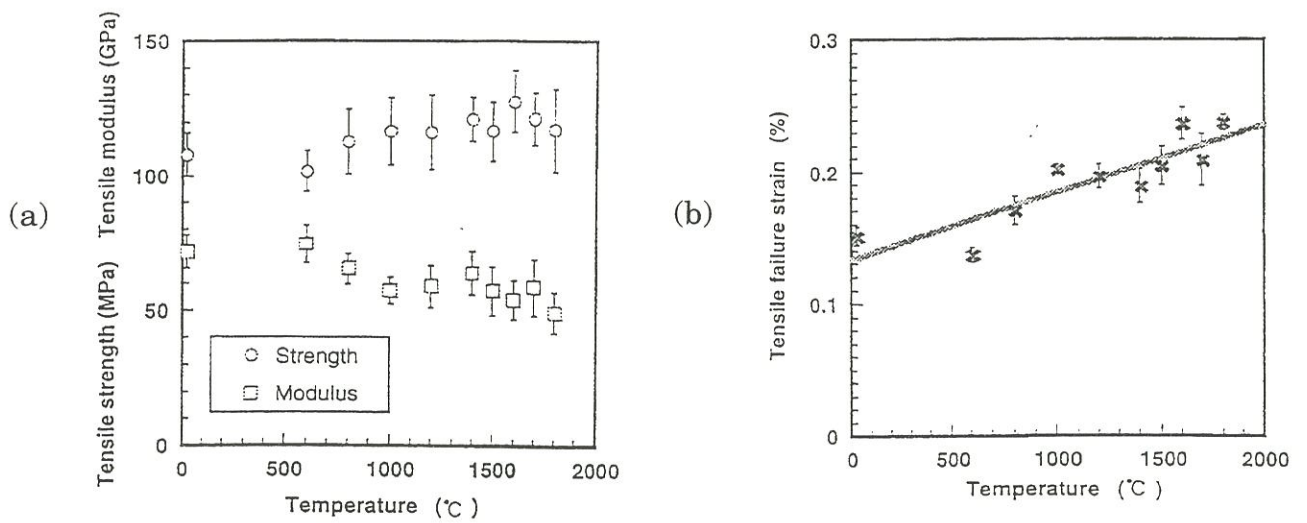 (a)
Tensile strength (MPa) Tensile modulus (GPa)
150
100
50
0
Strength
Modulus
0 500 1000 1500 2000
Temperature (℃)
(b)
Tensile failure strain (%)
0.3
0.2
0.1
0
0 500 1000 1500 2000
Temperature (℃)